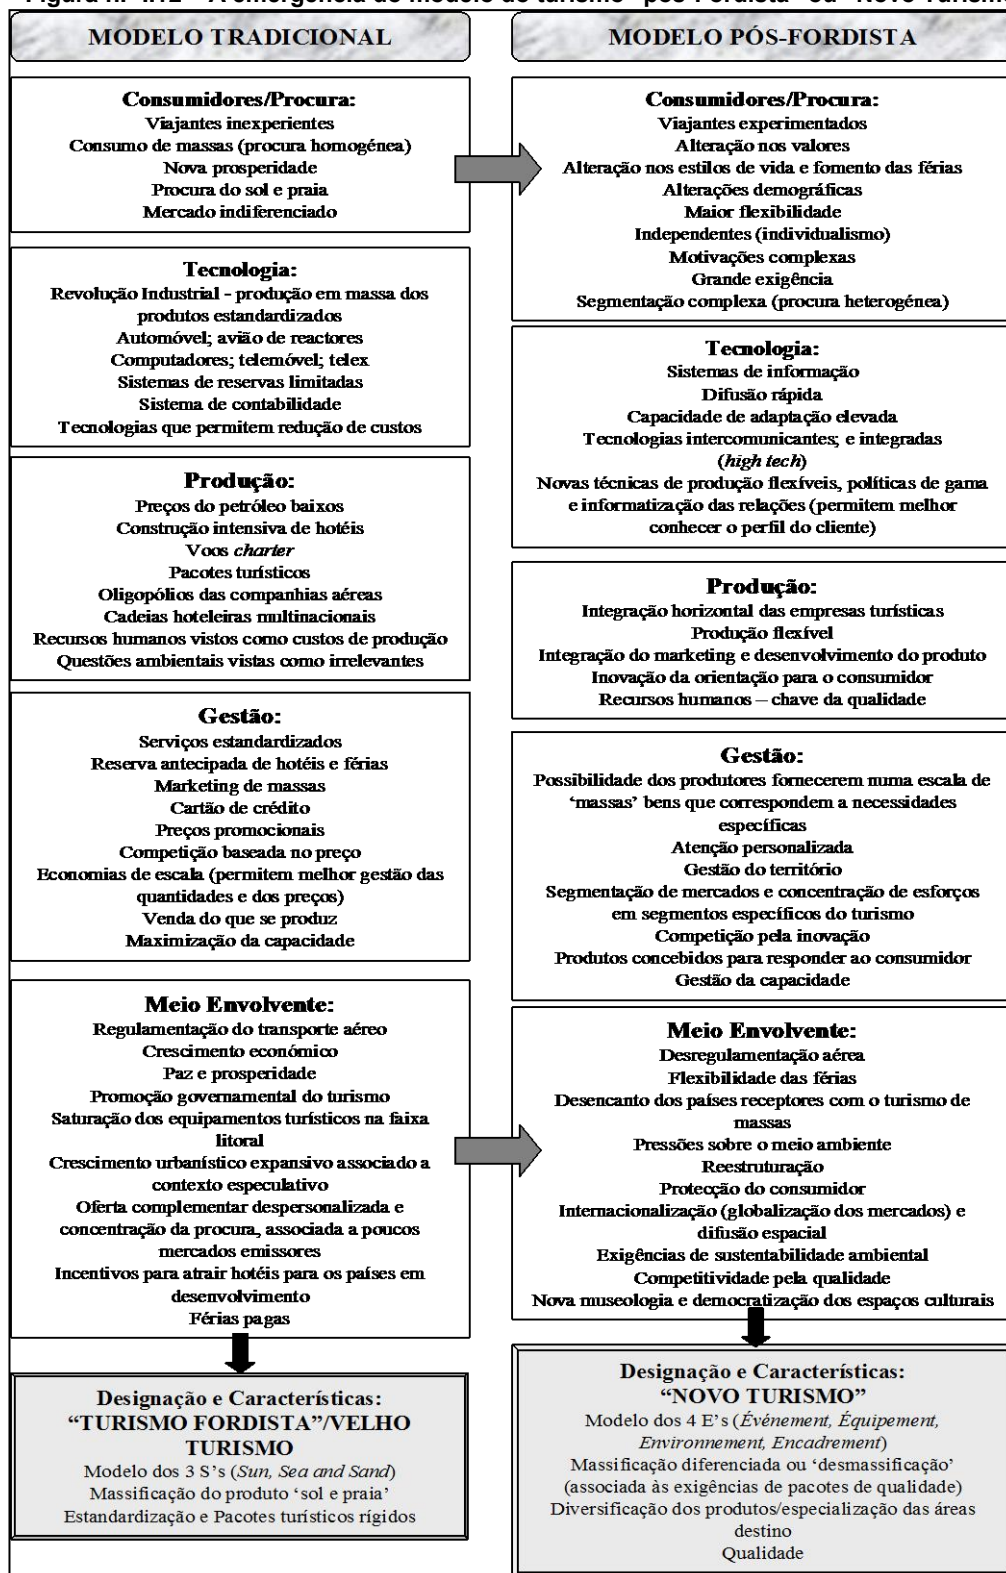 Figura n.º 4.12 – A emergência do modelo de turismo "pós-Fordista" ou "Novo Turismo
MODELO TRADICIONAL
Consumidores/Procura:
Viajantes inexperientes
Consumo de massas (procura homogénea)
Nova prosperidade
Procura do sol e praia
Mercado indiferenciado
Tecnologia:
Revolução Industrial - produção em massa dos
produtos estandardizados
Automóvel; avião de reactores
Computadores; telemóvel; telex
Sistemas de reservas limitadas
Sistema de contabilidade
Tecnologias que permitem redução de custos
Produção:
Preços do petróleo baixos
Construção intensiva de hotéis
Voos charter
Pacotes turísticos
Oligopólios das companhias aéreas
Cadeias hoteleiras multinacionais
Recursos humanos vistos como custos de produção
Questões ambientais vistas como irrelevantes
Gestão:
Serviços estandardizados
Reserva antecipada de hotéis e férias
Marketing de massas
Cartão de crédito
Preços promocionais
Competição baseada no preço
Economias de escala (permitem melhor gestão das
quantidades e dos preços)
Venda do que se produz
Maximização da capacidade
Meio Envolvente:
Regulamentação do transporte aéreo
Crescimento económico
Paz e prosperidade
Promoção governamental do turismo
Saturação dos equipamentos turísticos na faixa
litoral
Crescimento urbanístico expansivo associado a
contexto especulativo
Oferta complementar despersonalizada e
concentração da procura, associada a poucos
mercados emissores
Incentivos para atrair hotéis para os países em
desenvolvimento
Férias pagas
Designação e Características:
“TURISMO FORDISTA”/VELHO
TURISMO
Modelo dos 3 S’s (Sun, Sea and Sand)
Massificação do produto ‘sol e praia’
Estandardização e Pacotes turísticos rígidos
MODELO PÓS-FORDISTA
Consumidores/Procura:
Viajantes experimentados
Alteração nos valores
Alteração nos estilos de vida e fomento das férias
Alterações demográficas
Maior flexibilidade
Independentes (individualismo)
Motivações complexas
Grande exigência
Segmentação complexa (procura heterogénea)
Tecnologia:
Sistemas de informação
Difusão rápida
Capacidade de adaptação elevada
Tecnologias intercomunicantes; e integradas
(high tech)
Novas técnicas de produção flexíveis, políticas de gama
e informatização das relações (permitem melhor
conhecer o perfil do cliente)
Produção:
Integração horizontal das empresas turísticas
Produção flexível
Integração do marketing e desenvolvimento do produto
Inovação da orientação para o consumidor
Recursos humanos – chave da qualidade
Gestão:
Possibilidade dos produtores fornecerem numa escala de
‘massas’ bens que correspondem a necessidades
específicas
Atenção personalizada
Gestão do território
Segmentação de mercados e concentração de esforços
em segmentos específicos do turismo
Competição pela inovação
Produtos concebidos para responder ao consumidor
Gestão da capacidade
Meio Envolvente:
Desregulamentação aérea
Flexibilidade das férias
Desencanto dos países receptores com o turismo de
massas
Pressões sobre o meio ambiente
Reestruturação
Protecção do consumidor
Internacionalização (globalização dos mercados) e
difusão espacial
Exigências de sustentabilidade ambiental
Competitividade pela qualidade
Nova museologia e democratização dos espaços culturais
Designação e Características:
“NOVO TURISMO”
Modelo dos 4 E’s (Événement, Équipement,
Environnement, Encadrement)
Massificação diferenciada ou ‘desmassificação’
(associada às exigências de pacotes de qualidade)
Diversificação dos produtos/especialização das áreas
destino
Qualidade